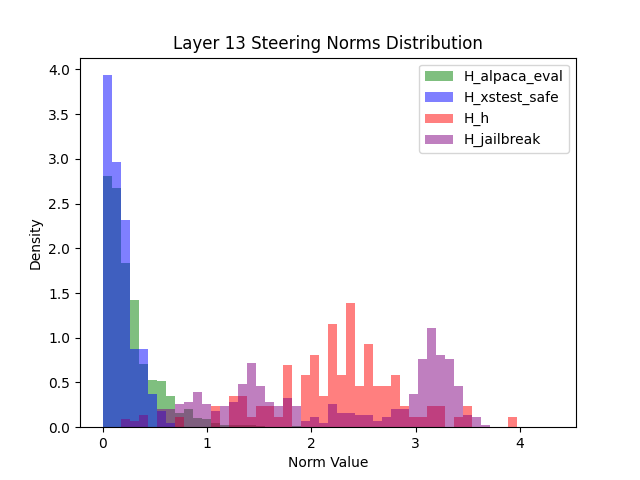 Layer 13 Steering Norms Distribution
H_alpaca_eval
H_xstest_safe
H_h
H_jailbreak
Density
4.0
3.5
3.0
2.5
2.0
1.5
1.0
0.5
0.0
0 1 2 3 4
Norm Value